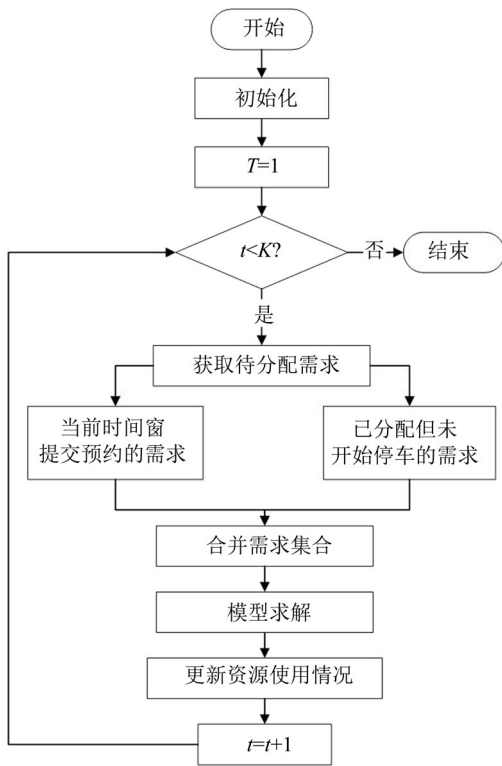 开始
初始化
T=1
t<K?
否
结束
是
获取待分配需求
当前时间窗
提交预约的需求
已分配但未
开始停车的需求
合并需求集合
模型求解
更新资源使用情况
t=t+1